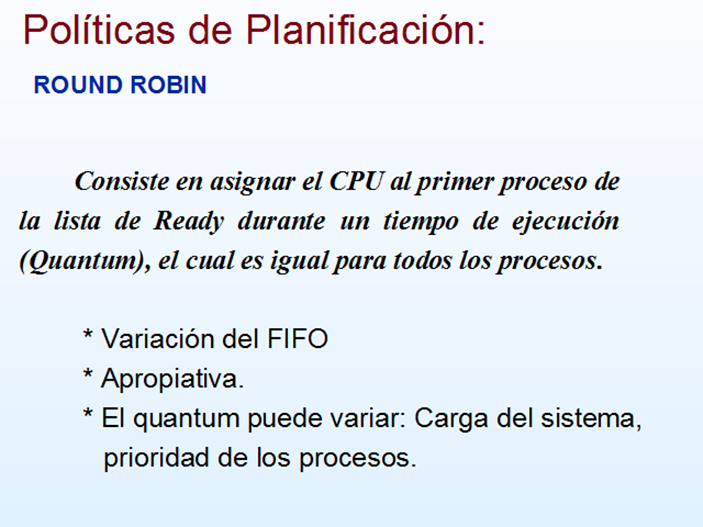 Políticas de Planificación:
ROUND ROBIN
Consiste en asignar el CPU al primer proceso de
la lista de Ready durante un tiempo de ejecución
(Quantum), el cual es igual para todos los procesos.
* Variación del FIFO
* Apropiativa.
* El quantum puede variar: Carga del sistema,
prioridad de los procesos.